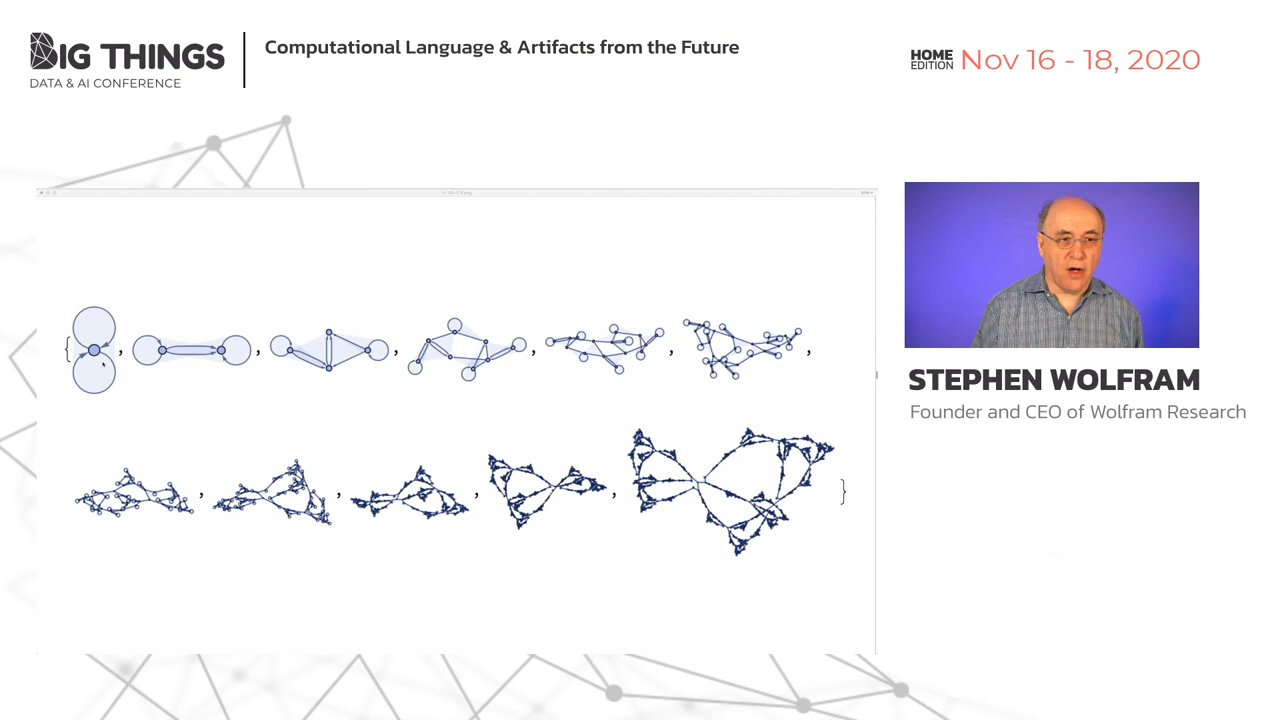 BIG THINGS
DATA & AI CONFERENCE
Computational Language & Artifacts from the Future
HOME
EDITION
Nov 16 - 18, 2020
{ , , , , , ,
, , , , }
STEPHEN WOLFRAM
Founder and CEO of Wolfram Research